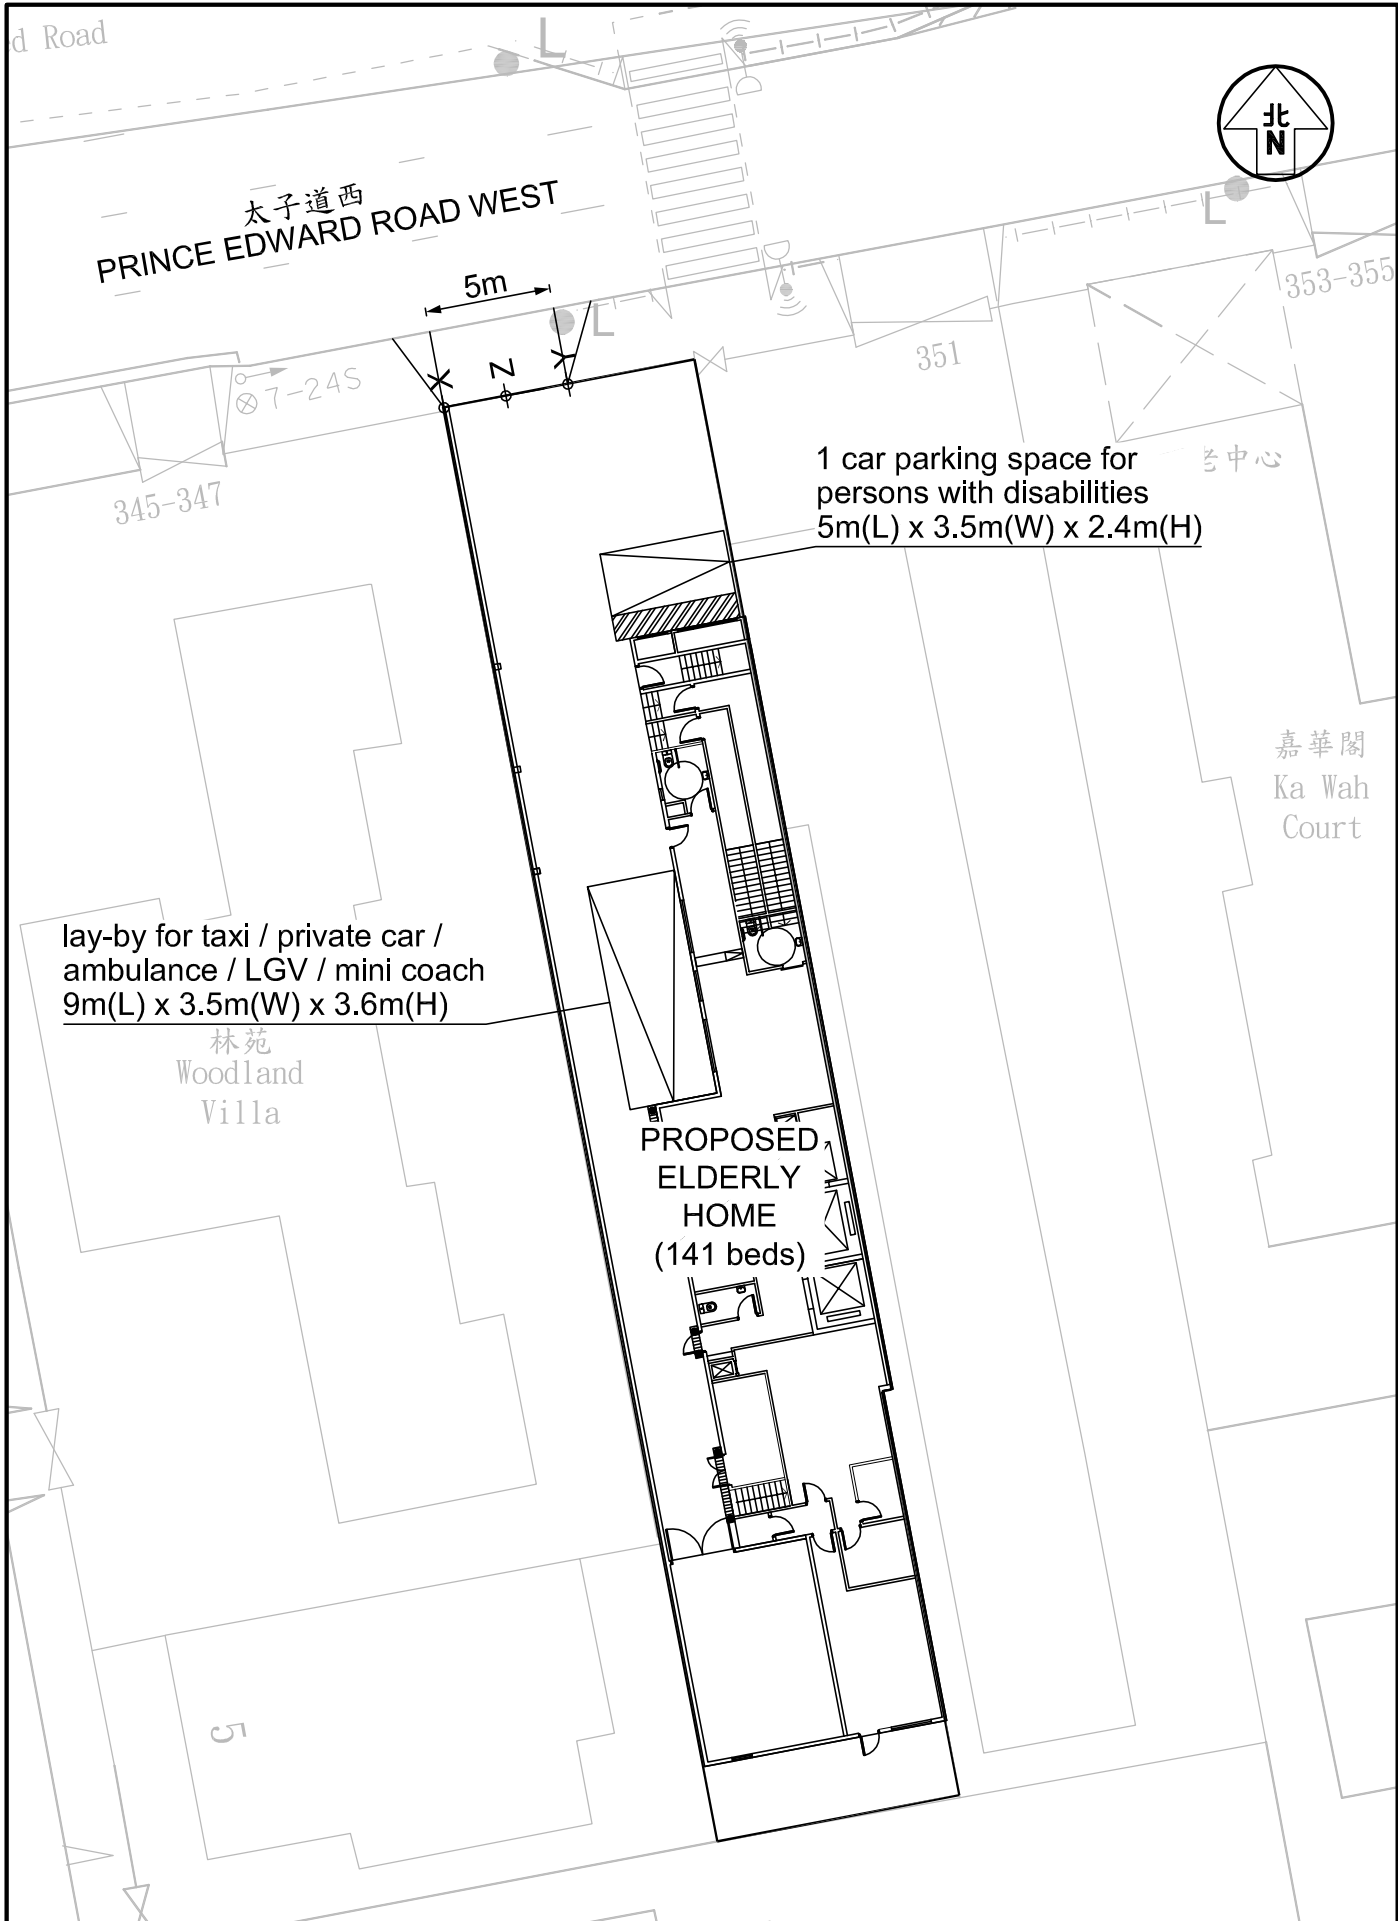 d Road
L
北
N
太子道西
PRINCE EDWARD ROAD WEST
L
5m
L
353-355
351
X
Z
Y
7-24S
345-347
1 car parking space for
persons with disabilities
5m(L) x 3.5m(W) x 2.4m(H)
老中心
嘉華閣
Ka Wah
Court
lay-by for taxi / private car /
ambulance / LGV / mini coach
9m(L) x 3.5m(W) x 3.6m(H)
林苑
Woodland
Villa
PROPOSED
ELDERLY
HOME
(141 beds)
5